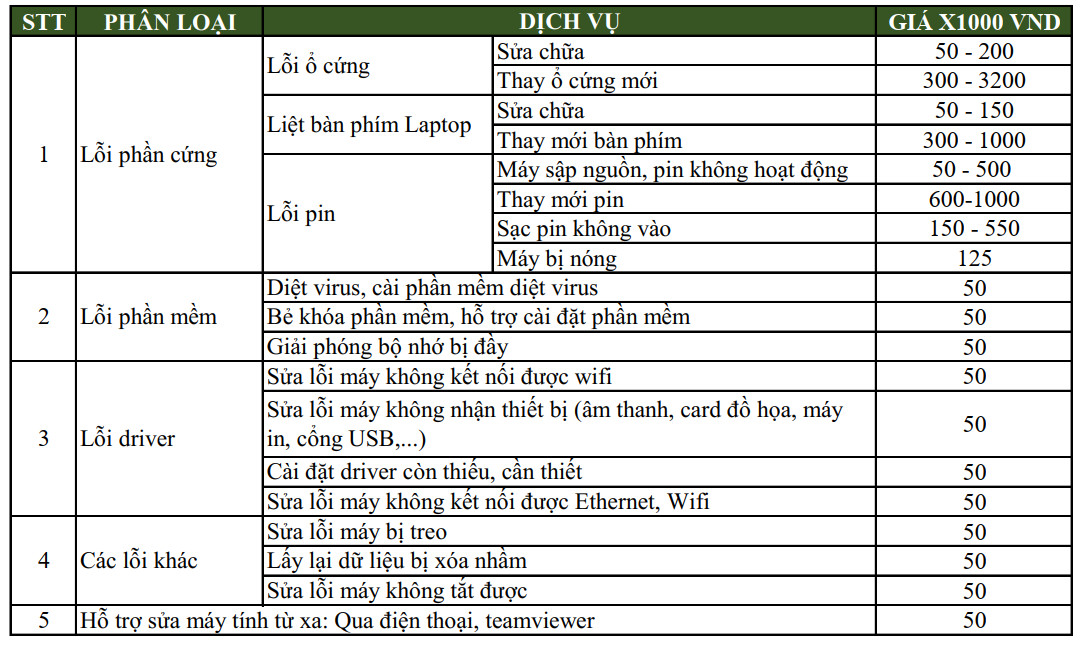 STT PHÂN LOẠI DỊCH VỤ GIÁ X1000 VND
1 Lỗi phần cứng
Lỗi ổ cứng
Sửa chữa 50 - 200
Thay ổ cứng mới 300 - 3200
Liệt bàn phím Laptop
Sửa chữa 50 - 150
Thay mới bàn phím 300 - 1000
Lỗi pin
Máy sập nguồn, pin không hoạt động 50 - 500
Thay mới pin 600-1000
Sạc pin không vào 150 - 550
Máy bị nóng 125
2 Lỗi phần mềm
Diệt virus, cài phần mềm diệt virus 50
Bẻ khóa phần mềm, hỗ trợ cài đặt phần mềm 50
Giải phóng bộ nhớ bị đầy 50
3 Lỗi driver
Sửa lỗi máy không kết nối được wifi 50
Sửa lỗi máy không nhận thiết bị (âm thanh, card đồ họa, máy
in, cổng USB,...) 50
Cài đặt driver còn thiếu, cần thiết 50
Sửa lỗi máy không kết nối được Ethernet, Wifi 50
4 Các lỗi khác
Sửa lỗi máy bị treo 50
Lấy lại dữ liệu bị xóa nhầm 50
Sửa lỗi máy không tắt được 50
5 Hỗ trợ sửa máy tính từ xa: Qua điện thoại, teamviewer 50